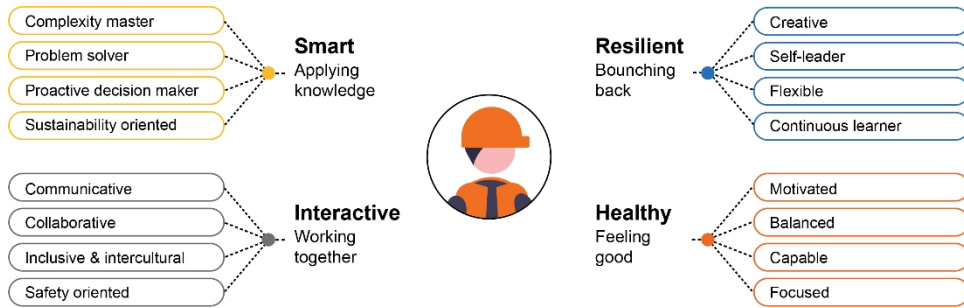 Complexity master
Problem solver
Proactive decision maker
Sustainability oriented
Smart
Applying
knowledge
Resilient
Bounching
back
Creative
Self-leader
Flexible
Continuous learner
Communicative
Collaborative
Inclusive & intercultural
Safety oriented
Interactive
Working
together
Healthy
Feeling
good
Motivated
Balanced
Capable
Focused